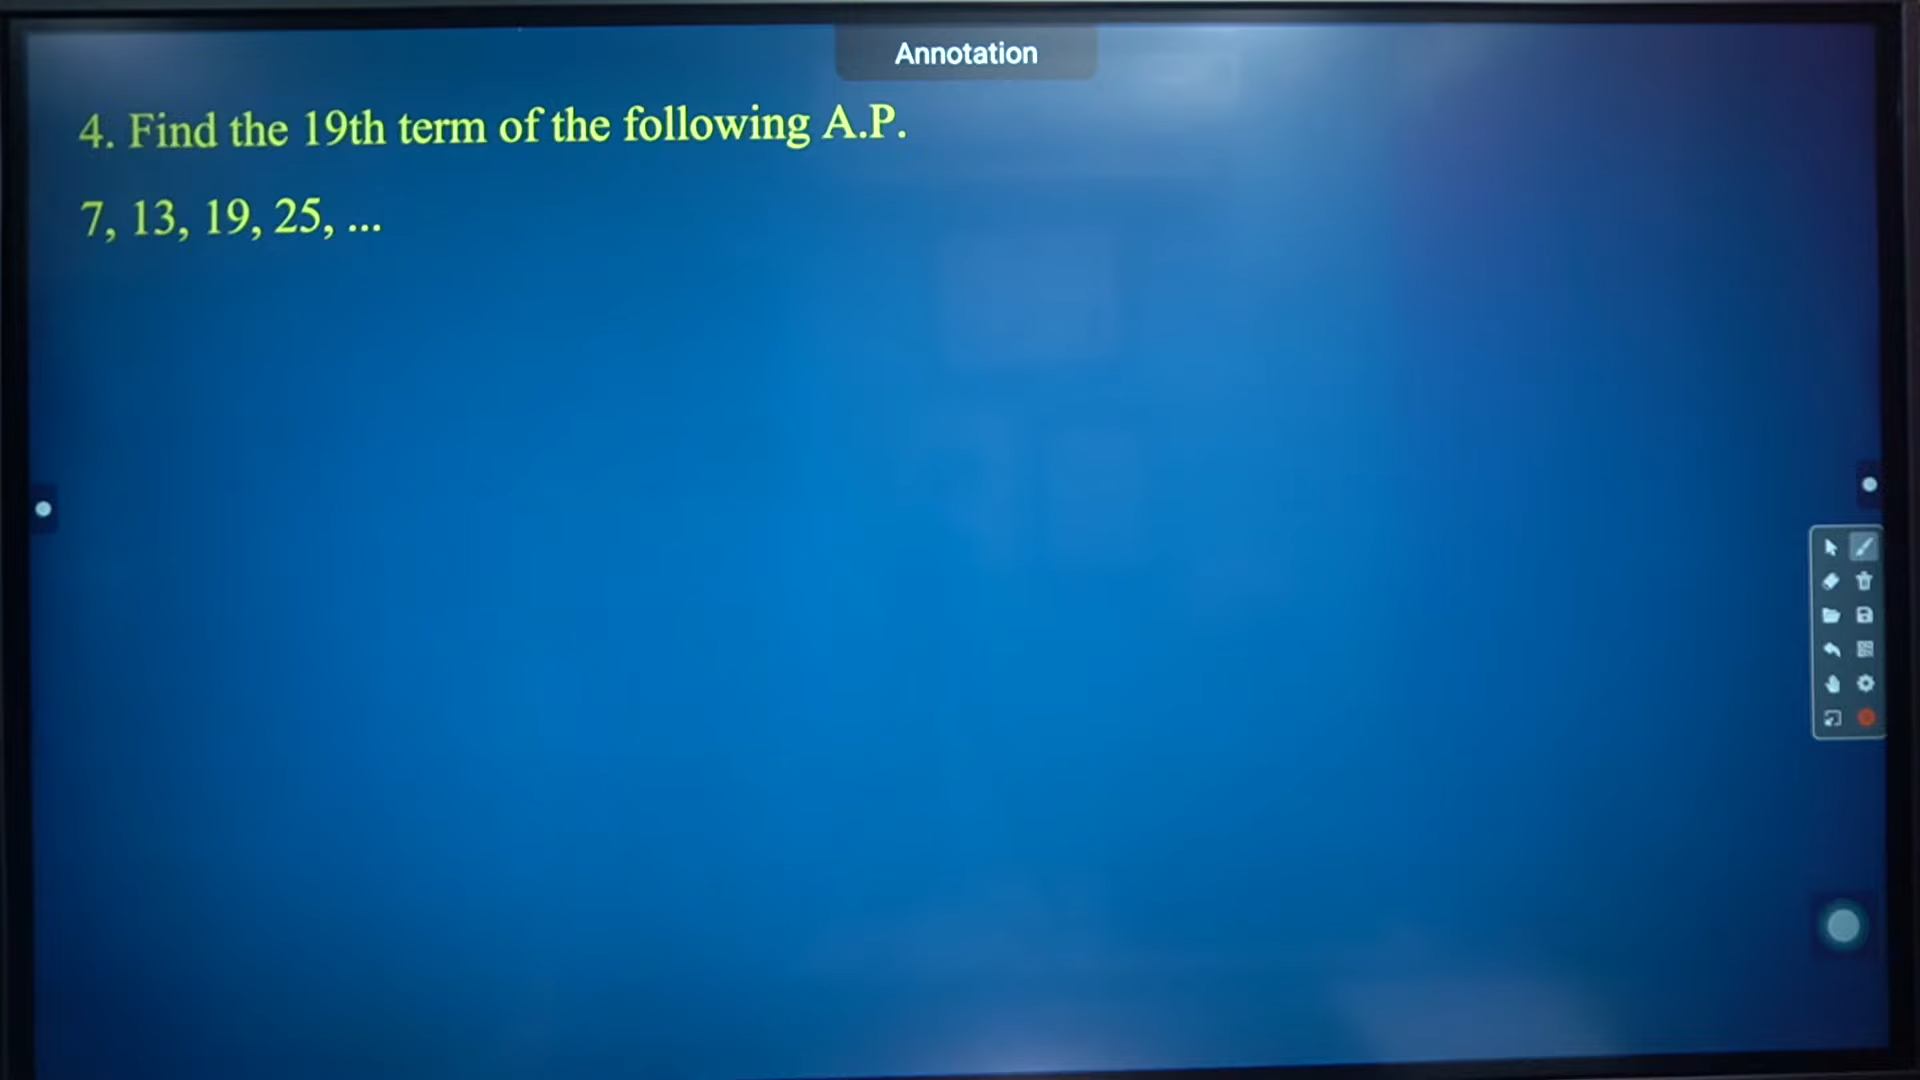 Annotation
4. Find the 19th term of the following A.P.
7, 13, 19, 25, ...